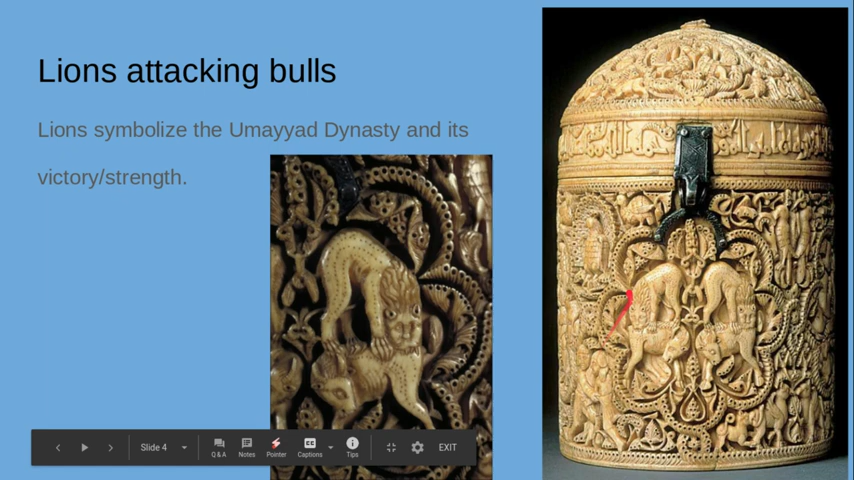 Lions attacking bulls
Lions symbolize the Umayyad Dynasty and its
victory/strength.
Slide 4
Q&A
Notes
Pointer
Captions
Tips
EXIT